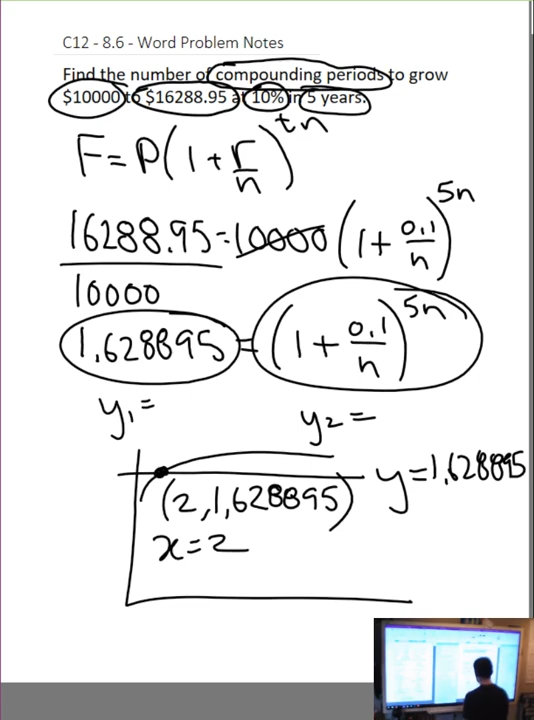 C12 - 8.6 - Word Problem Notes
Find the number of compounding periods to grow
$10000 to $16288.95 at 10% in 5 years.
F = P(1 + r/n)^tn
16288.95 = 10000 (1 + 0.1/n)^5n
10000
1.628895 = (1 + 0.1/n)^5n
y₁ = y₂ =
y = 1.628895
(2, 1.628895)
x = 2